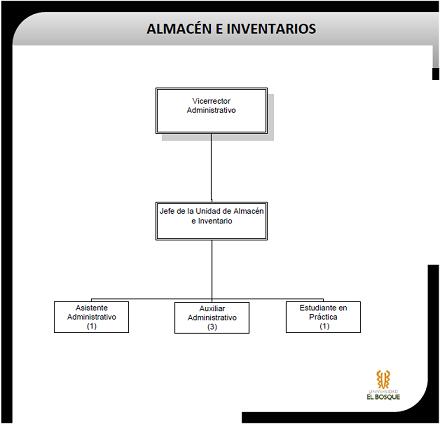 ALMACÉN E INVENTARIOS
Vicerrector
Administrativo
Jefe de la Unidad de Almacén
e Inventario
Asistente
Administrativo
(1)
Auxiliar
Administrativo
(3)
Estudiante en
Práctica
(1)
UNIVERSIDAD
EL BOSQUE